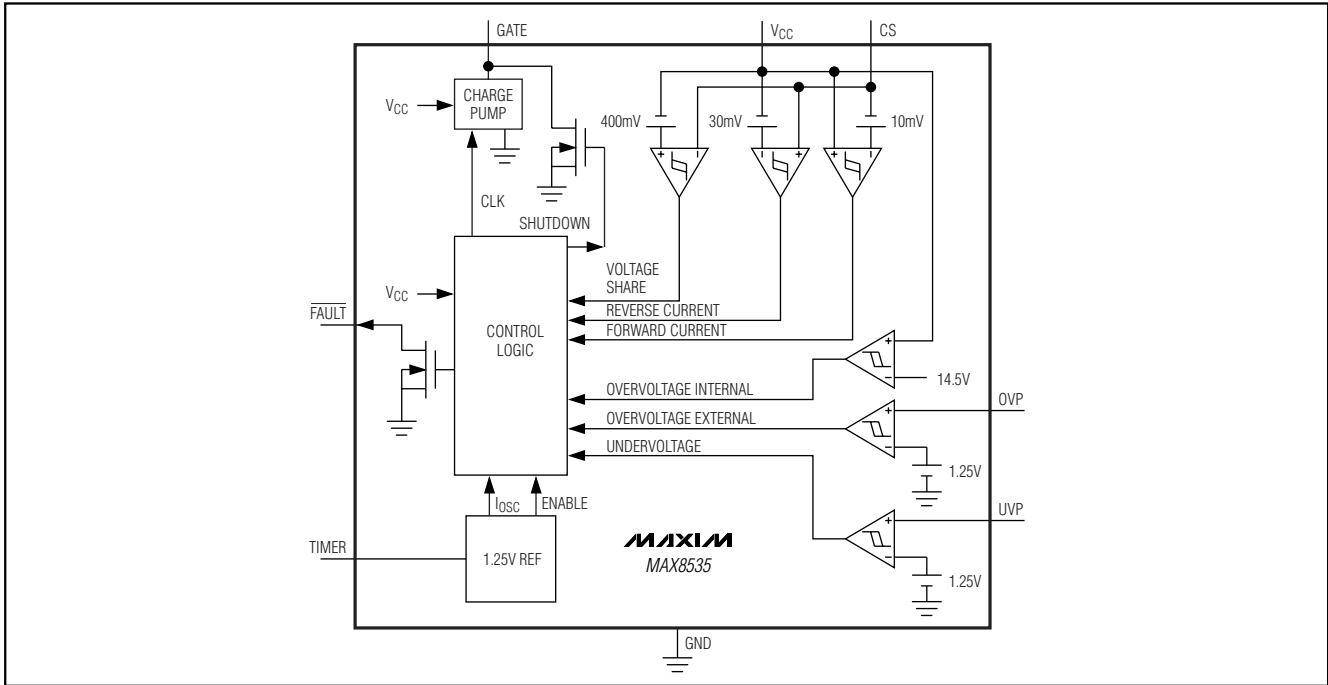 GATE
VCC
CS
CHARGE
PUMP
VCC
400mV
30mV
10mV
+
−
−
+
+
−
CLK
SHUTDOWN
VOLTAGE
SHARE
VCC
REVERSE CURRENT
FAULT
FORWARD CURRENT
CONTROL
LOGIC
+
−
14.5V
OVERVOLTAGE INTERNAL
OVP
OVERVOLTAGE EXTERNAL
+
−
UNDERVOLTAGE
1.25V
IOSC
ENABLE
UVP
+
−
TIMER
1.25V REF
MAXIM
MAX8535
1.25V
GND